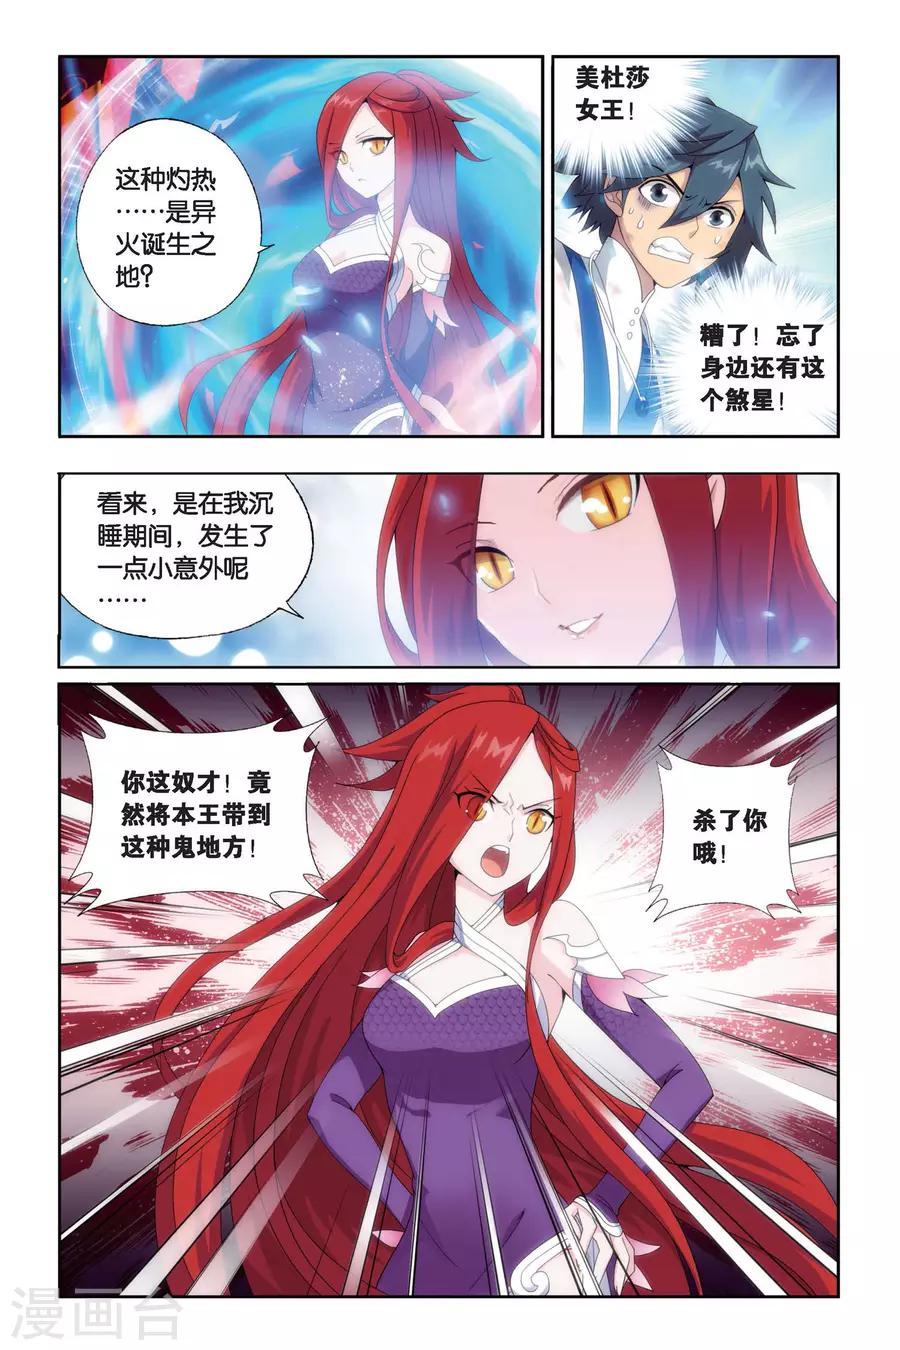 这种灼热
……是异
火诞生之
地？
美杜莎
女王！
糟了！忘了
身边还有这
个煞星！
看来，是在我沉
睡期间，发生了
一点小意外呢
……
你这奴才！竟
然将本王带到
这种鬼地方！
杀了你
哦！
漫画台